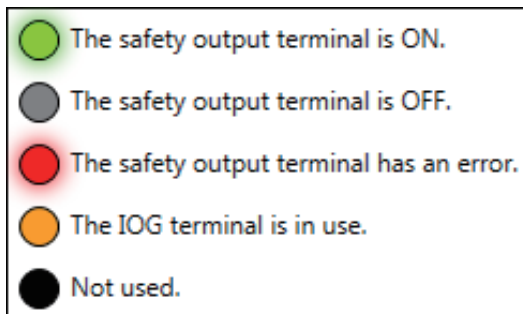 The safety output terminal is ON.
The safety output terminal is OFF.
The safety output terminal has an error.
The IOG terminal is in use.
Not used.